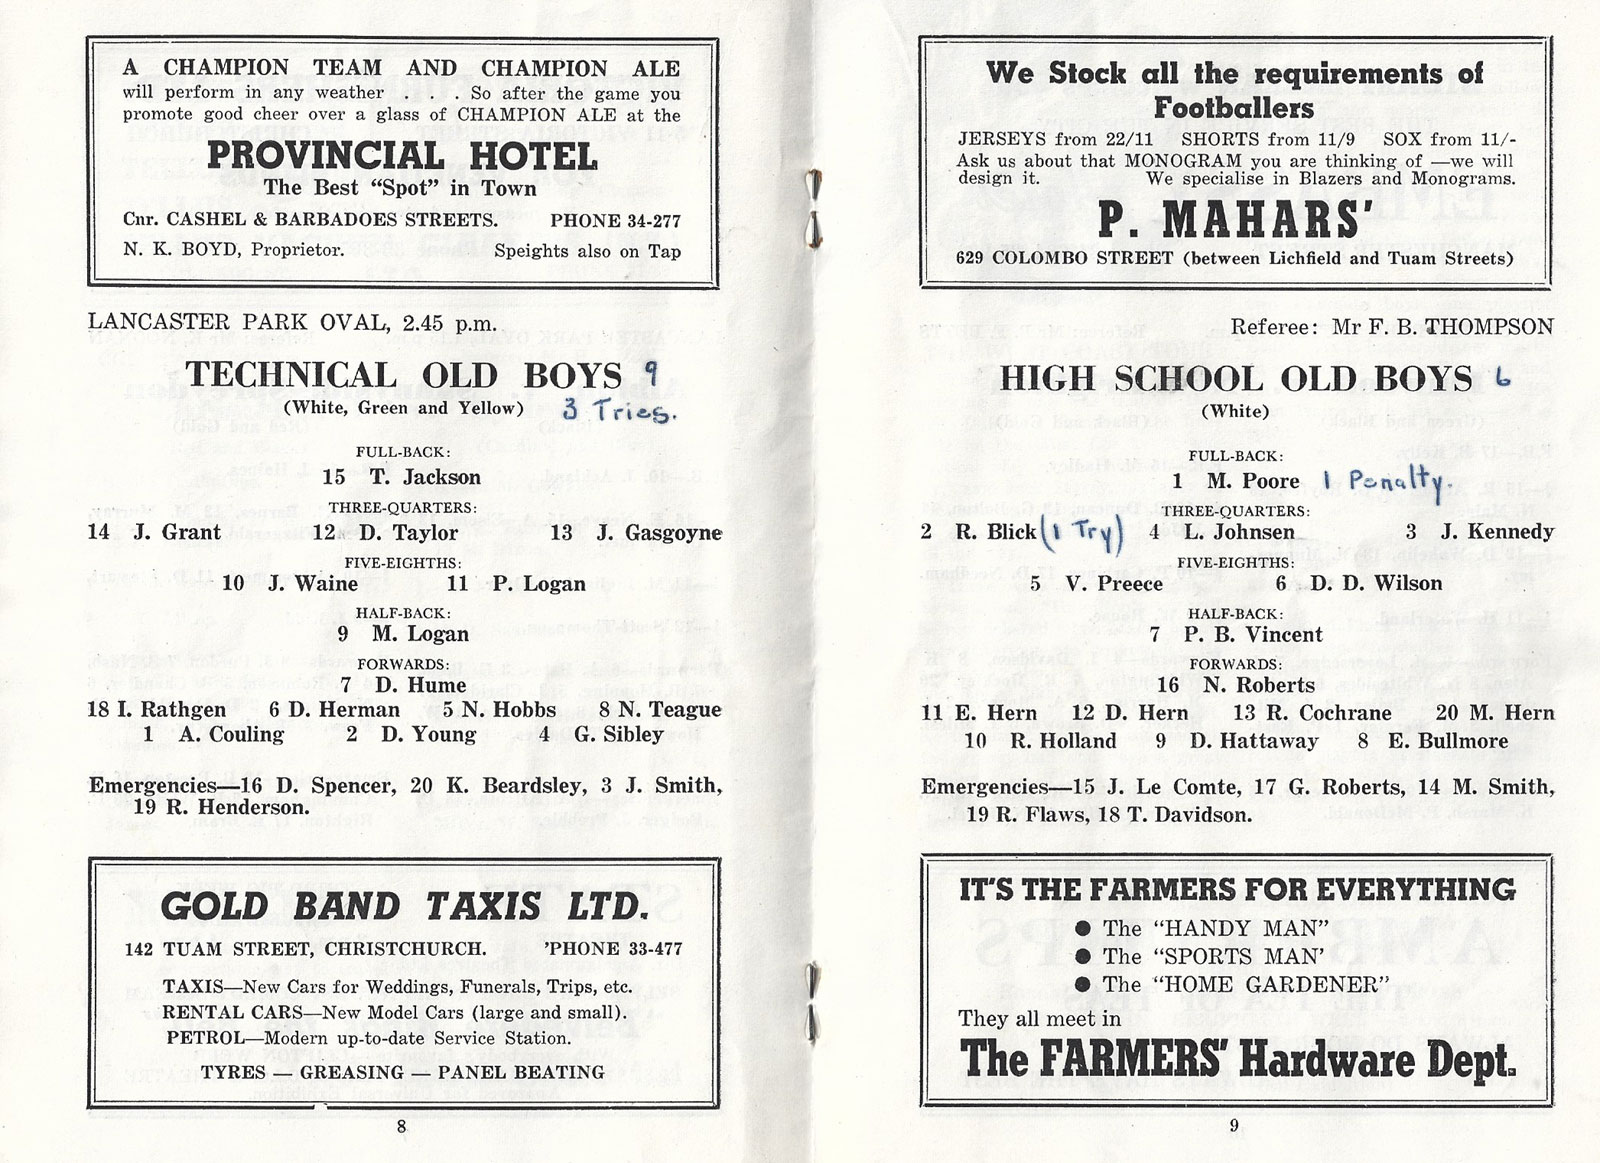 A CHAMPION TEAM AND CHAMPION ALE
will perform in any weather . . . So after the game you
promote good cheer over a glass of CHAMPION ALE at the
PROVINCIAL HOTEL
The Best “Spot” in Town
Cnr. CASHEL & BARBADOES STREETS. PHONE 34-277
N. K. BOYD, Proprietor. Speights also on Tap
LANCASTER PARK OVAL, 2.45 p.m.
TECHNICAL OLD BOYS 9
(White, Green and Yellow) 3 Tries.
FULL-BACK:
15 T. Jackson
THREE-QUARTERS:
14 J. Grant 12 D. Taylor 13 J. Gasgoyne
FIVE-EIGHTHS:
10 J. Waine 11 P. Logan
HALF-BACK:
9 M. Logan
FORWARDS:
7 D. Hume
18 I. Rathgen 6 D. Herman 5 N. Hobbs 8 N. Teague
1 A. Couling 2 D. Young 4 G. Sibley
Emergencies—16 D. Spencer, 20 K. Beardsley, 3 J. Smith,
19 R. Henderson.
GOLD BAND TAXIS LTD.
142 TUAM STREET, CHRISTCHURCH. ’PHONE 33-477
TAXIS—New Cars for Weddings, Funerals, Trips, etc.
RENTAL CARS—New Model Cars (large and small).
PETROL—Modern up-to-date Service Station.
TYRES — GREASING — PANEL BEATING
8
We Stock all the requirements of
Footballers
JERSEYS from 22/11 SHORTS from 11/9 SOX from 11/-
Ask us about that MONOGRAM you are thinking of —we will
design it. We specialise in Blazers and Monograms.
P. MAHARS’
629 COLOMBO STREET (between Lichfield and Tuam Streets)
Referee: Mr F. B. THOMPSON
HIGH SCHOOL OLD BOYS 6
(White)
FULL-BACK:
1 M. Poore 1 Penalty.
THREE-QUARTERS:
2 R. Blick (1 Try) 4 L. Johnsen 3 J. Kennedy
FIVE-EIGHTHS:
5 V. Preece 6 D. D. Wilson
HALF-BACK:
7 P. B. Vincent
FORWARDS:
16 N. Roberts
11 E. Hern 12 D. Hern 13 R. Cochrane 20 M. Hern
10 R. Holland 9 D. Hattaway 8 E. Bullmore
Emergencies—15 J. Le Comte, 17 G. Roberts, 14 M. Smith,
19 R. Flaws, 18 T. Davidson.
IT’S THE FARMERS FOR EVERYTHING
● The “HANDY MAN”
● The “SPORTS MAN’
● The “HOME GARDENER”
They all meet in
The FARMERS’ Hardware Dept.
9